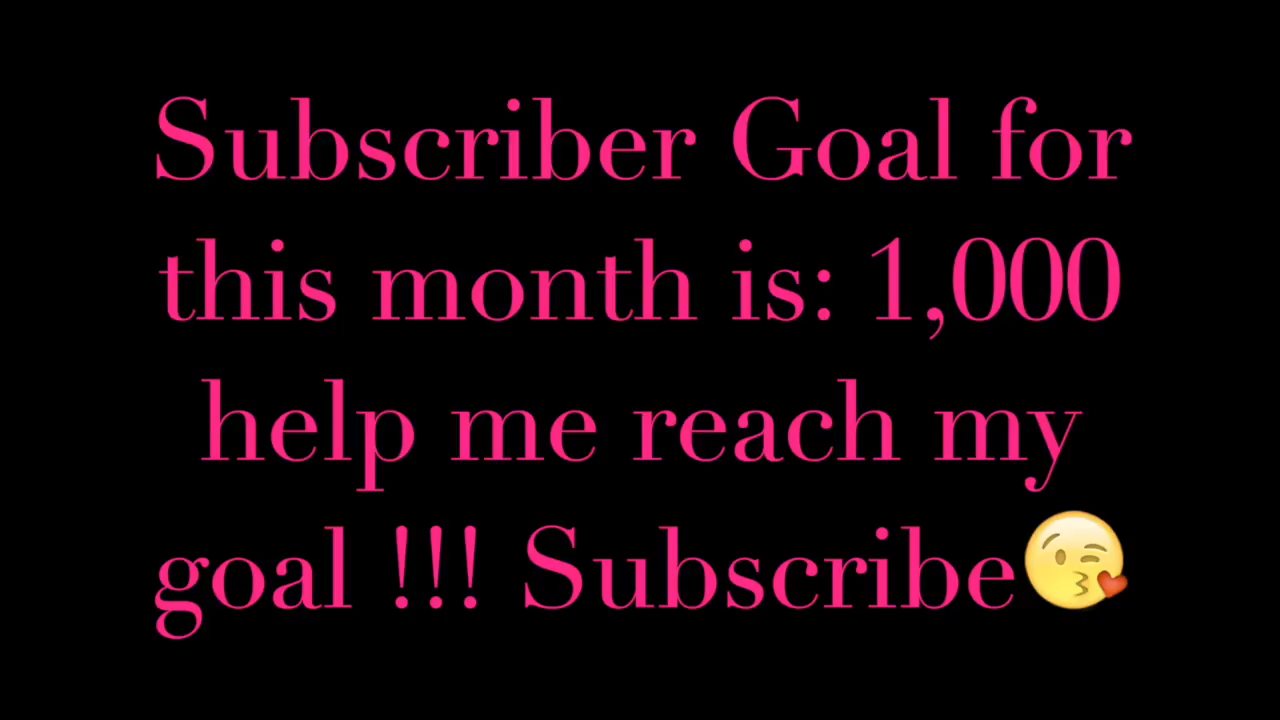 Subscriber Goal for
this month is: 1,000
help me reach my
goal !!! Subscribe😘